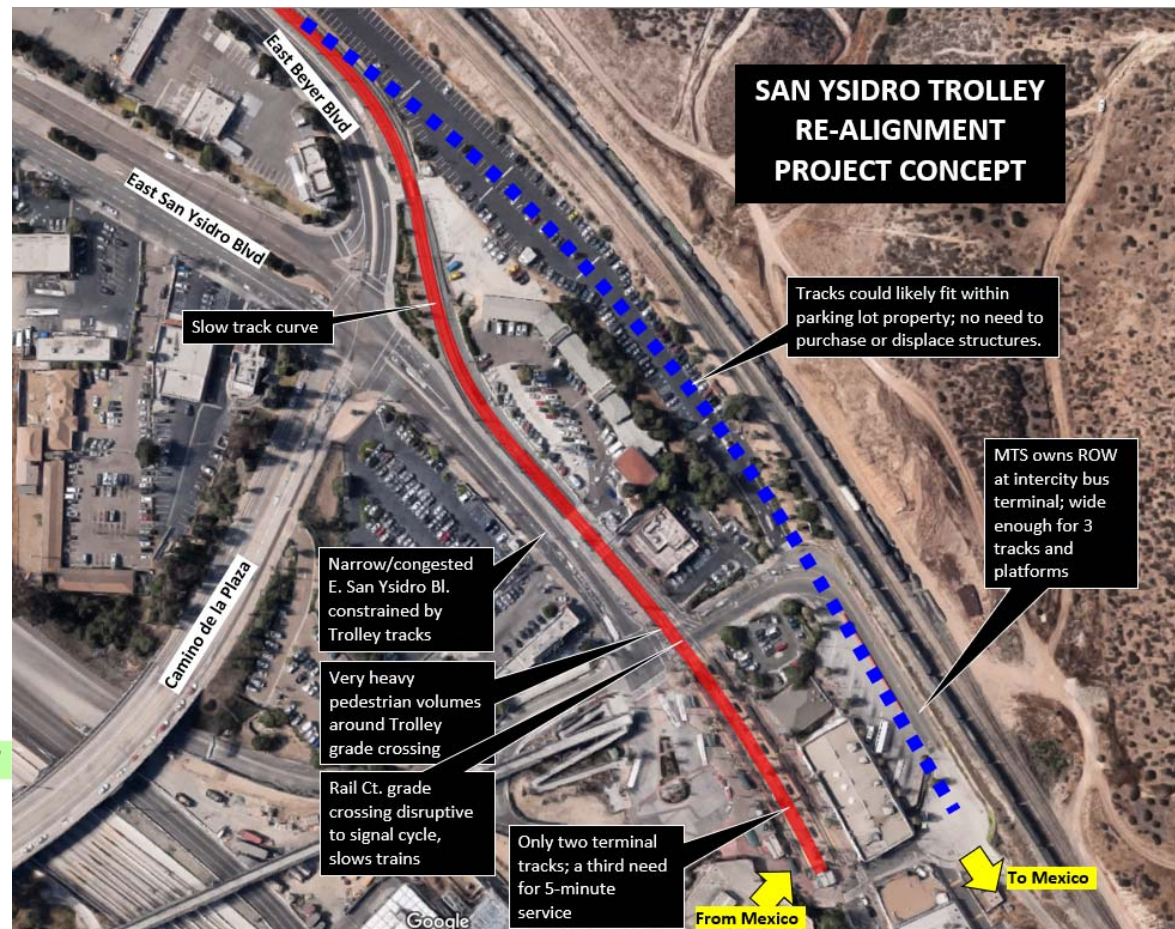 SAN YSIDRO TROLLEY
RE-ALIGNMENT
PROJECT CONCEPT
East Beyer Blvd
East San Ysidro Blvd
Slow track curve
Tracks could likely fit within
parking lot property; no need to
purchase or displace structures.
MTS owns ROW
at intercity bus
terminal; wide
enough for 3
tracks and
platforms
Camino de la Plaza
Narrow/congested
E. San Ysidro Bl.
constrained by
Trolley tracks
Very heavy
pedestrian volumes
around Trolley
grade crossing
Rail Ct. grade
crossing disruptive
to signal cycle,
slows trains
Only two terminal
tracks; a third need
for 5-minute
service
To Mexico
From Mexico
Google